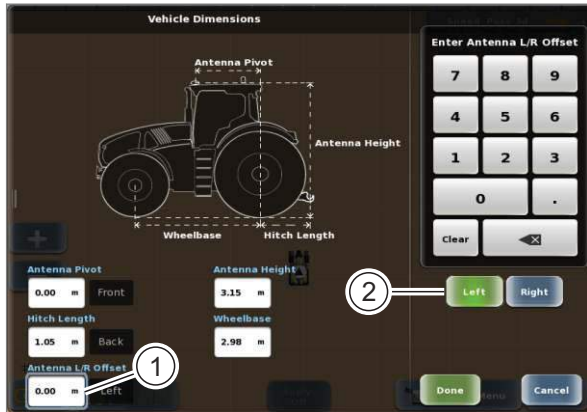 Vehicle Dimensions
Enter Antenna L/R Offset
Antenna Pivot
Antenna Height
Wheelbase
Hitch Length
7 8 9
4 5 6
1 2 3
0 .
Clear
Antenna Pivot
0.00 m Front
Antenna Height
3.15 m
Hitch Length
1.05 m Back
Wheelbase
2.98 m
Antenna L/R Offset
0.00 m Left
1
2
Left Right
Done Cancel